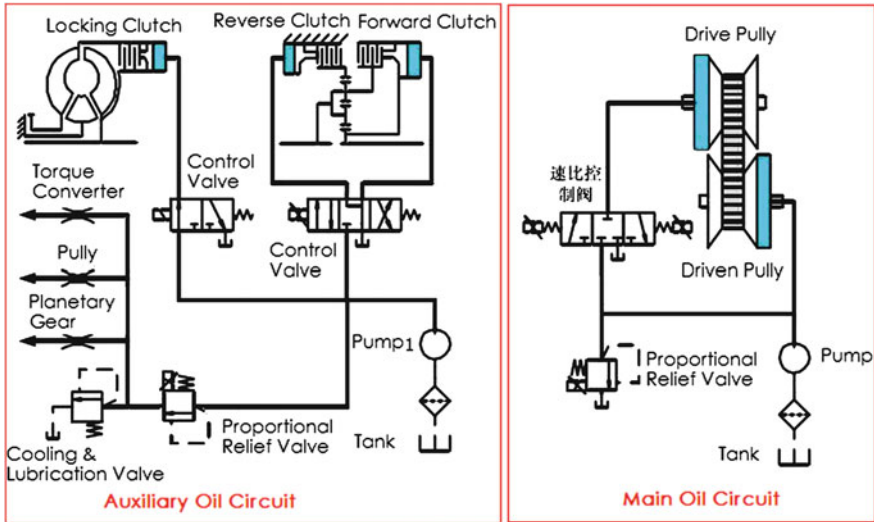 Locking Clutch
Reverse Clutch
Forward Clutch
Control
Valve
Torque
Converter
Control
Valve
Pully
Planetary
Gear
Pump1
Proportional
Relief Valve
Tank
Cooling &
Lubrication Valve
Auxiliary Oil Circuit
Drive Pully
速比控
制阀
Driven Pully
Proportional
Relief Valve
Pump
Tank
Main Oil Circuit